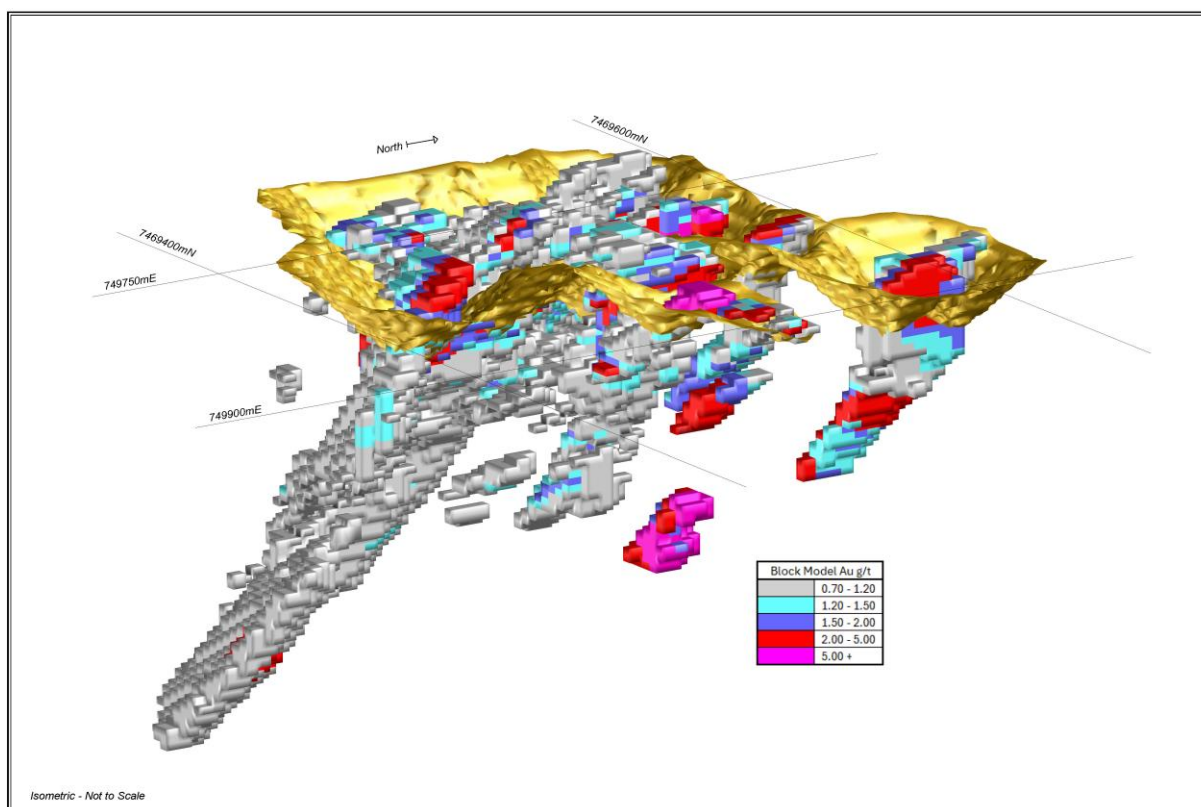 7469600mN
North
7469400mN
749750mE
749900mE
Block Model Au g/t
0.70 - 1.20
1.20 - 1.50
1.50 - 2.00
2.00 - 5.00
5.00 +
Isometric - Not to Scale